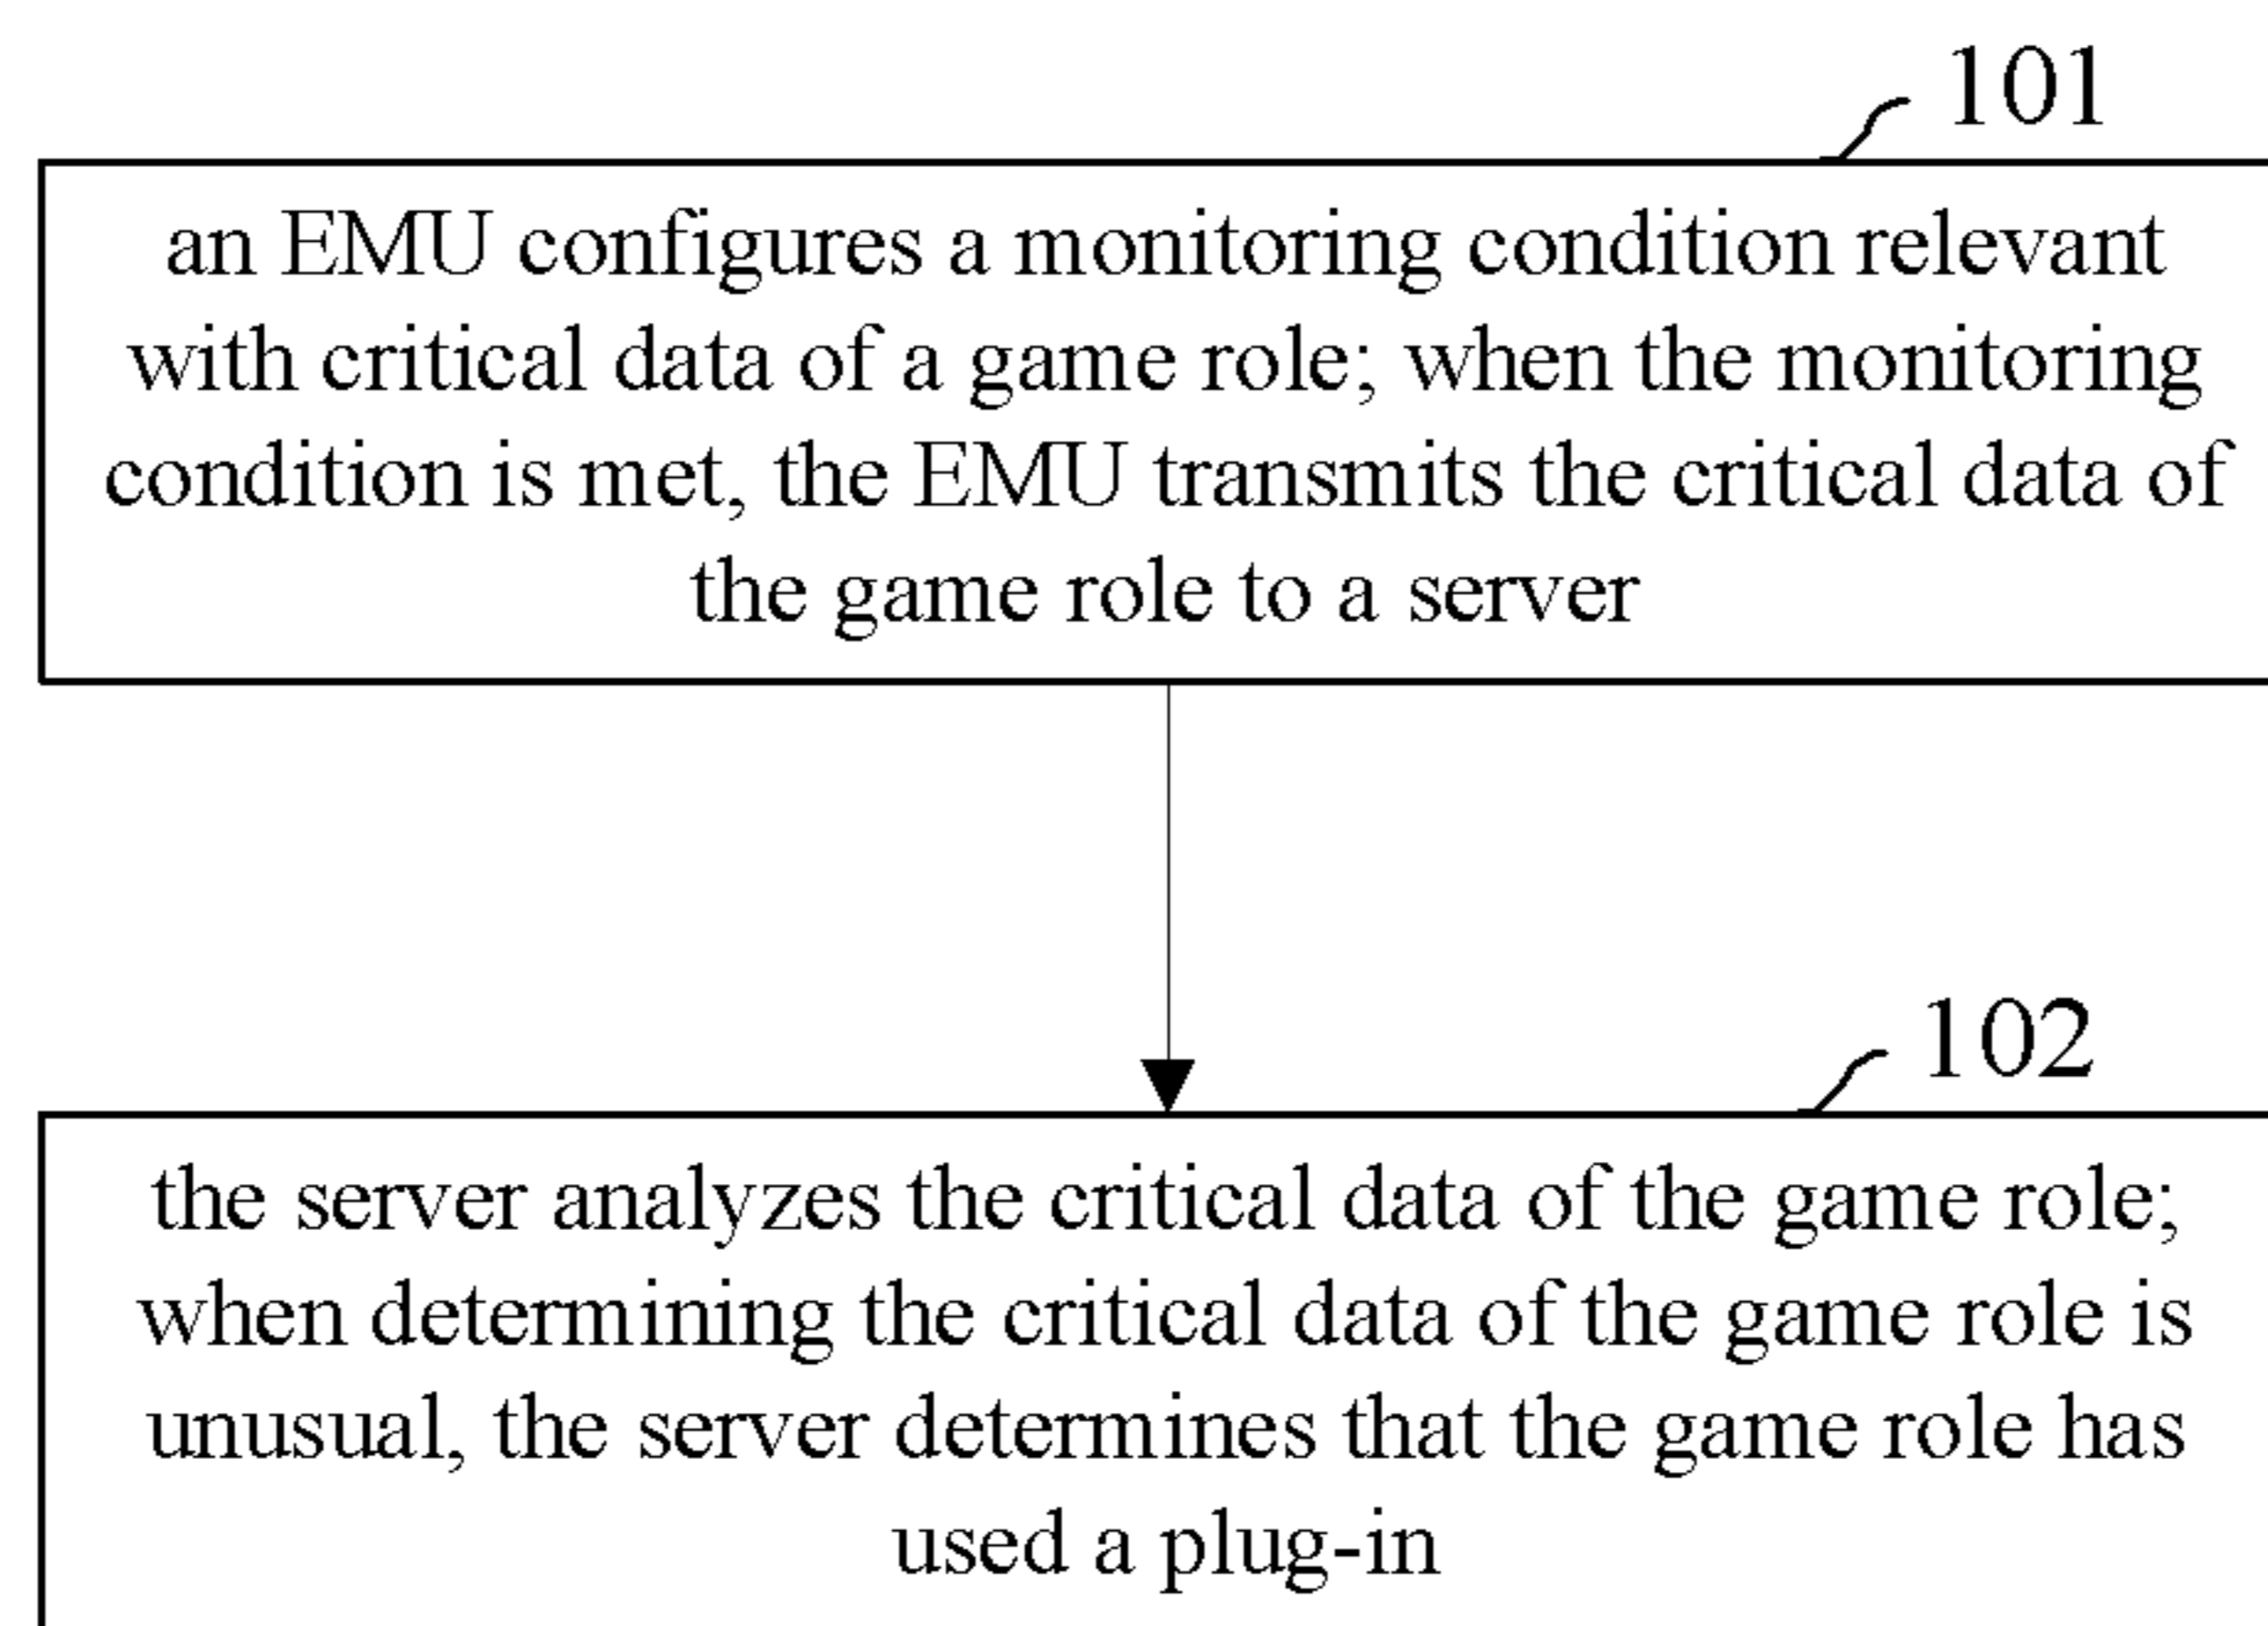 101
an EMU configures a monitoring condition relevant
with critical data of a game role; when the monitoring
condition is met, the EMU transmits the critical data of
the game role to a server
102
the server analyzes the critical data of the game role;
when determining the critical data of the game role is
unusual, the server determines that the game role has
used a plug-in